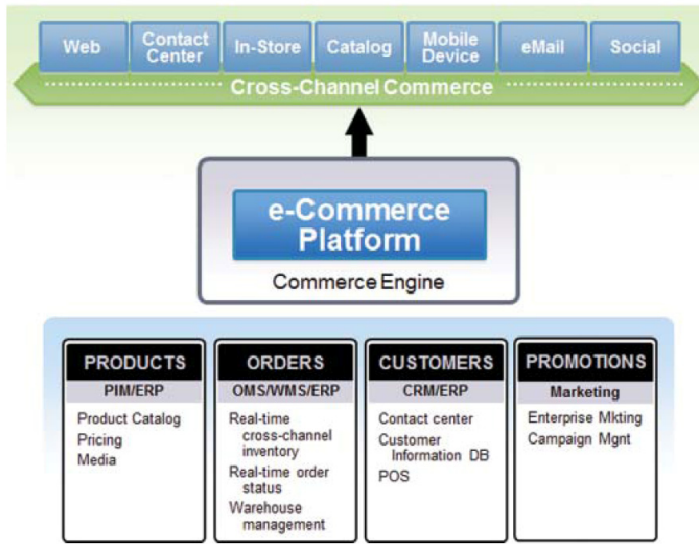 Web
Contact
Center
In-Store
Catalog
Mobile
Device
eMail
Social
Cross-Channel Commerce
e-Commerce
Platform
Commerce Engine
PRODUCTS
PIM/ERP
Product Catalog
Pricing
Media
ORDERS
OMS/WMS/ERP
Real-time
cross-channel
inventory
Real-time order
status
Warehouse
management
CUSTOMERS
CRM/ERP
Contact center
Customer
Information DB
POS
PROMOTIONS
Marketing
Enterprise Mkting
Campaign Mgnt